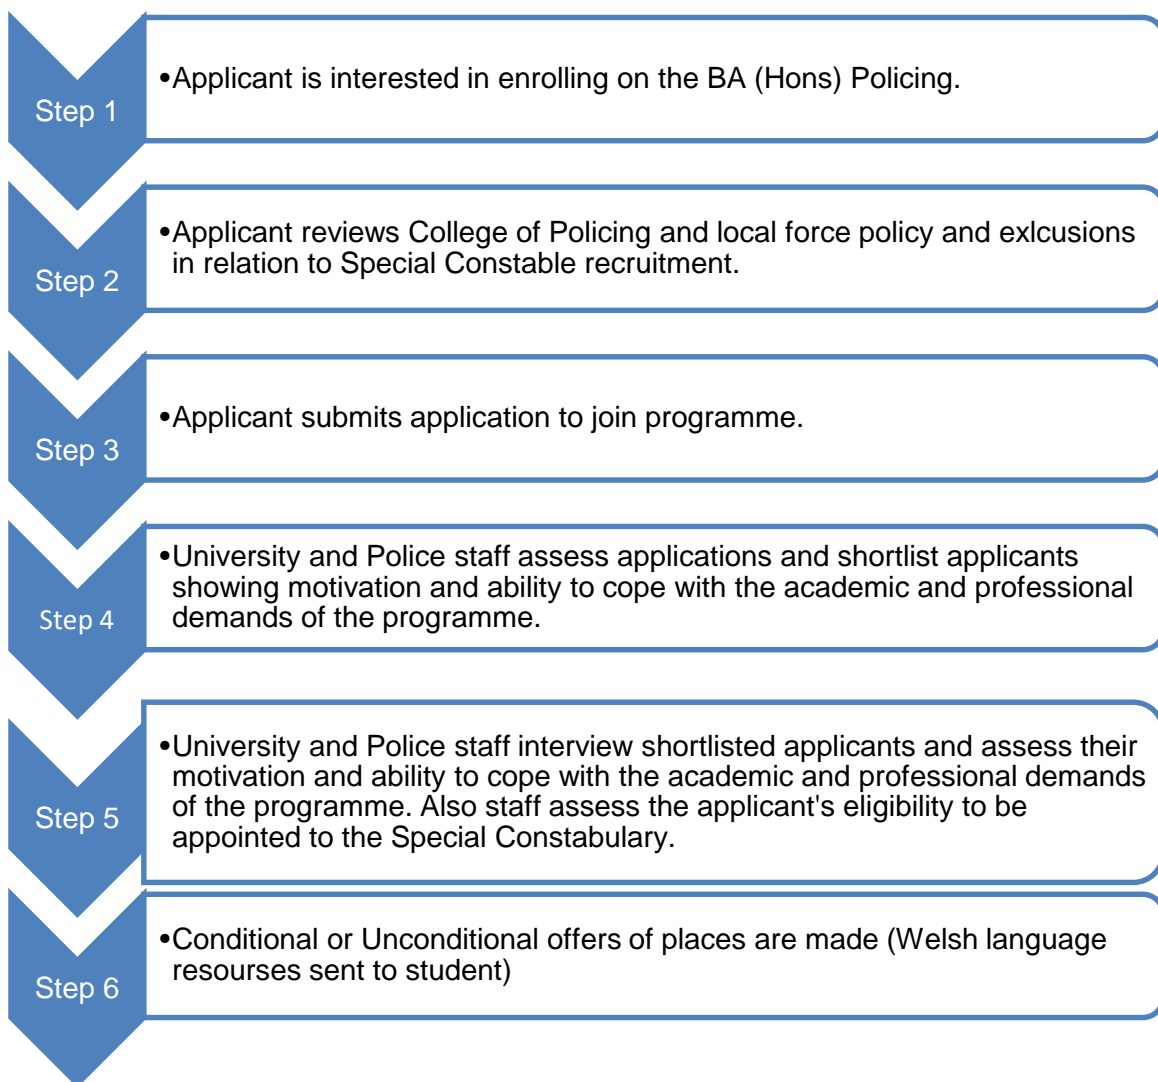 Step 1
•Applicant is interested in enrolling on the BA (Hons) Policing.
Step 2
•Applicant reviews College of Policing and local force policy and exlcusions
in relation to Special Constable recruitment.
Step 3
•Applicant submits application to join programme.
Step 4
•University and Police staff assess applications and shortlist applicants
showing motivation and ability to cope with the academic and professional
demands of the programme.
Step 5
•University and Police staff interview shortlisted applicants and assess their
motivation and ability to cope with the academic and professional demands
of the programme. Also staff assess the applicant's eligibility to be
appointed to the Special Constabulary.
Step 6
•Conditional or Unconditional offers of places are made (Welsh language
resourses sent to student)